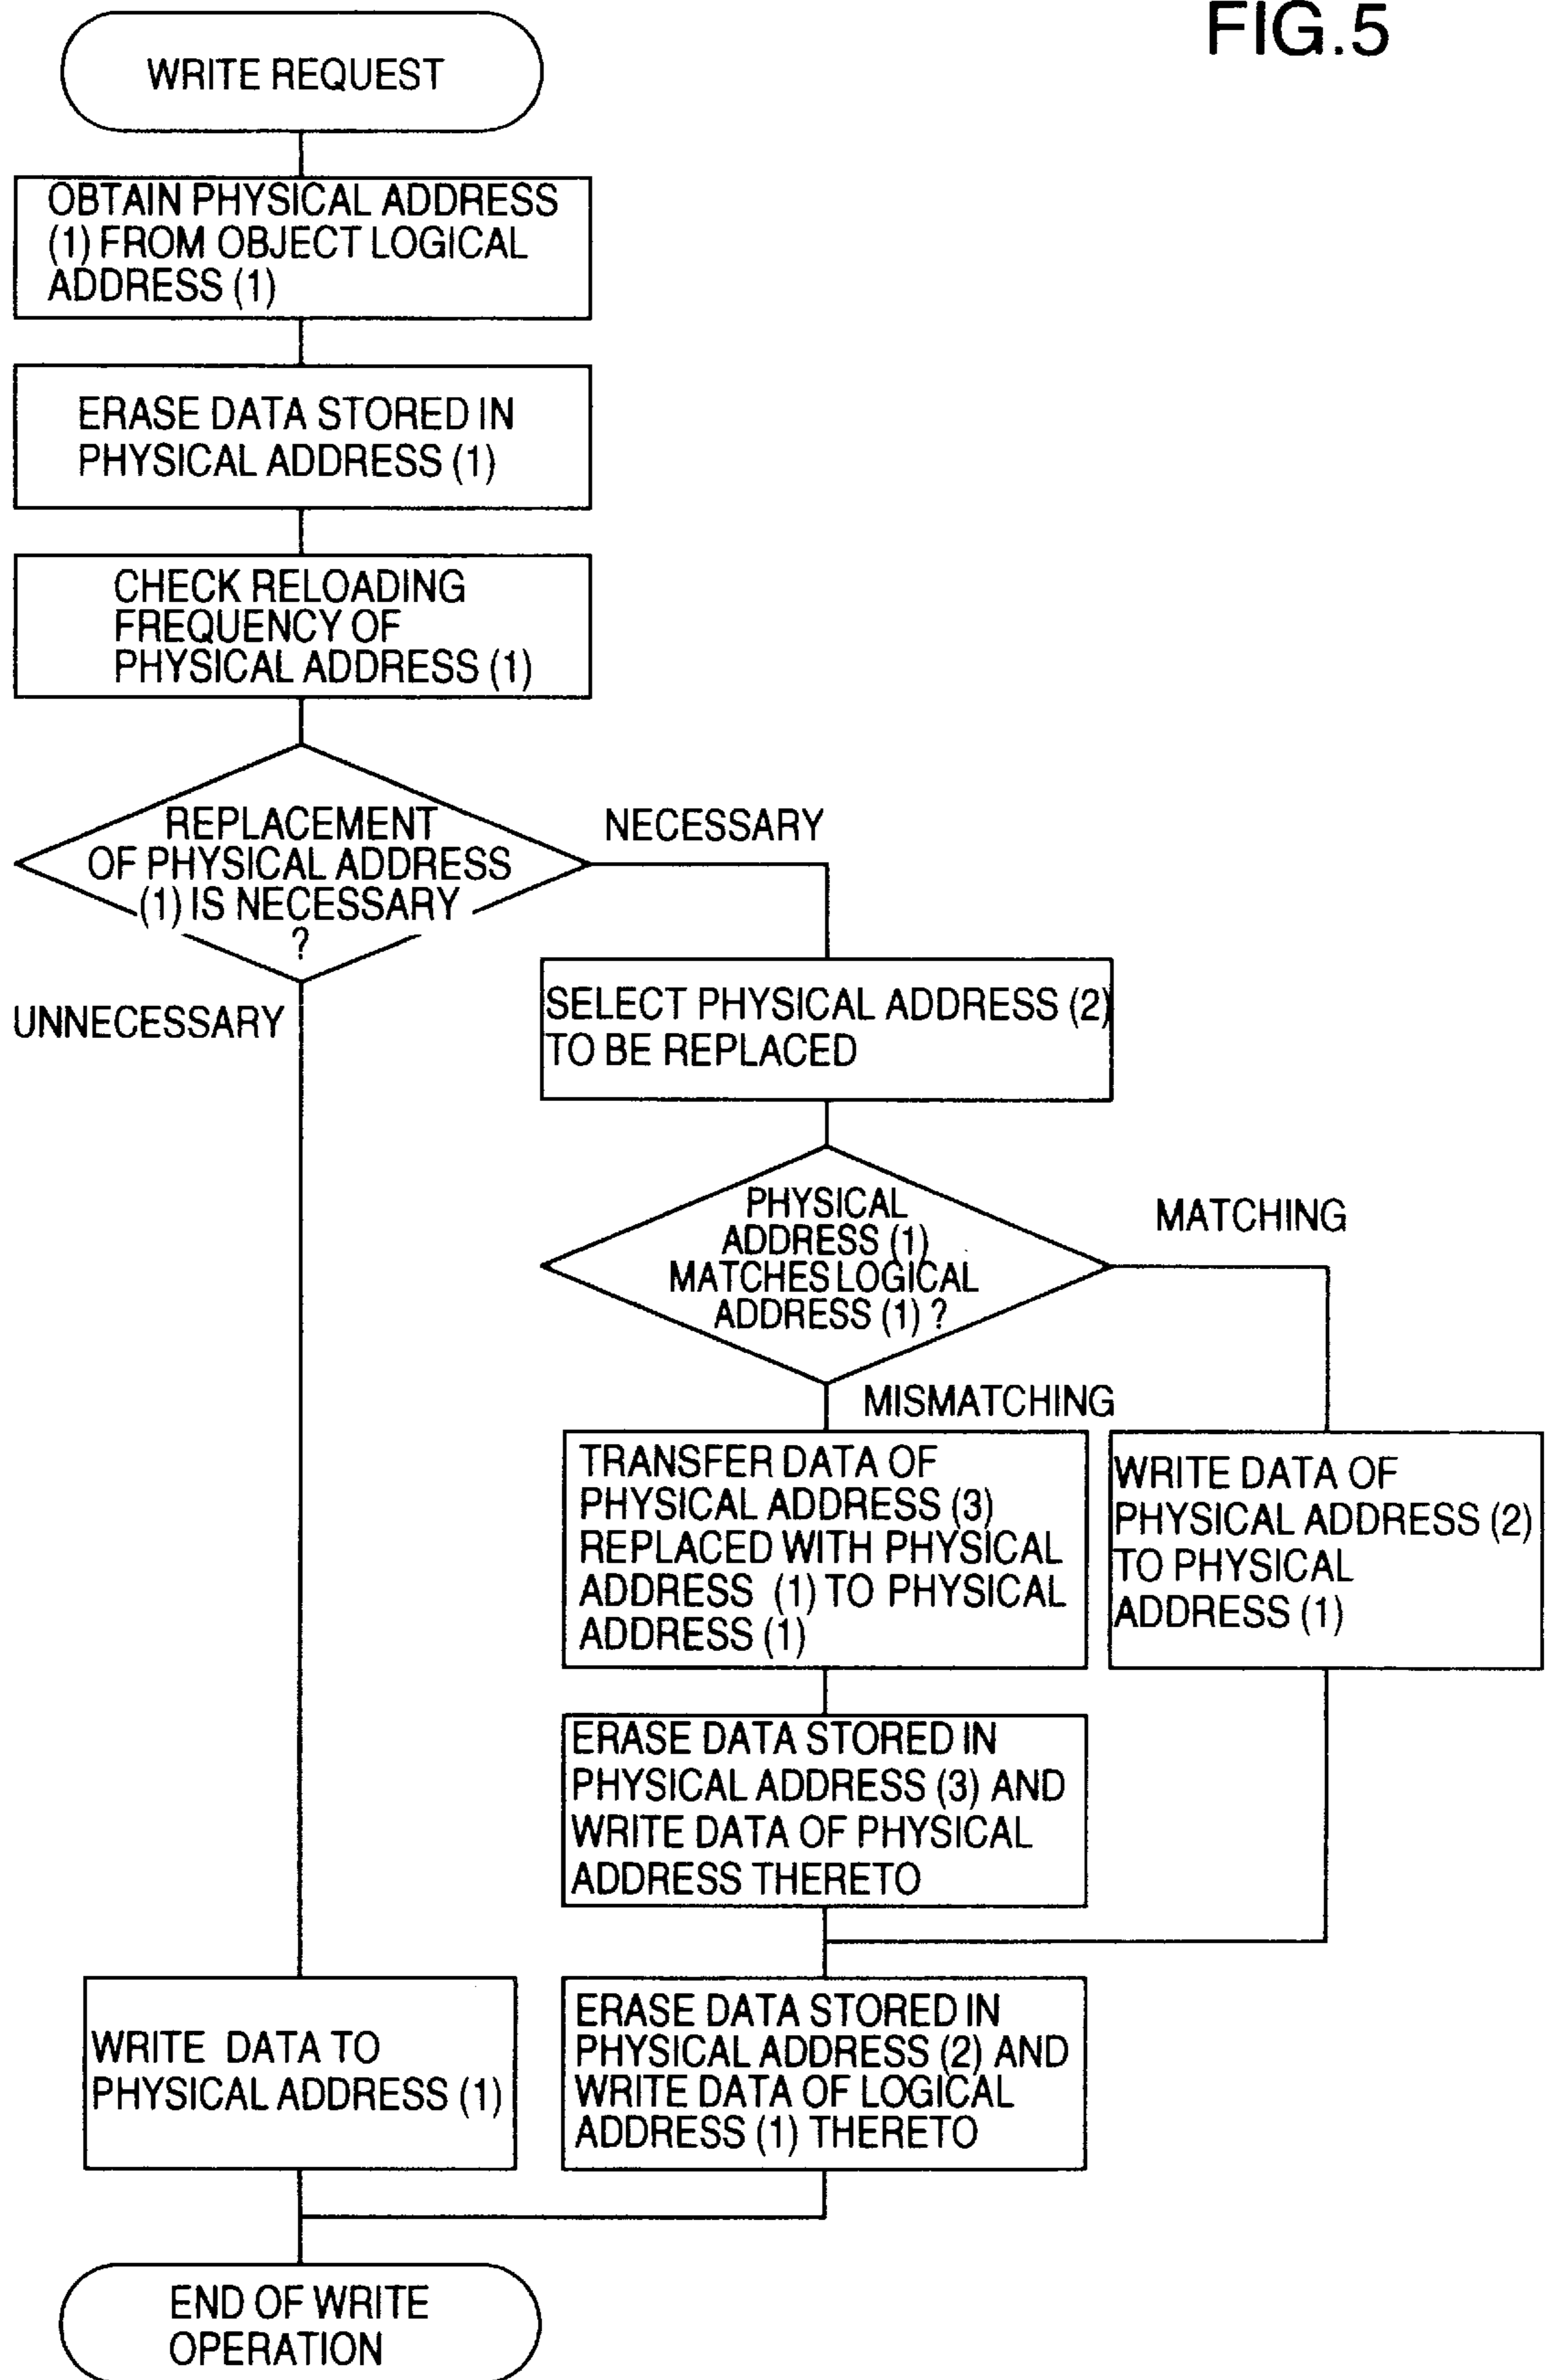 FIG.5
WRITE REQUEST
OBTAIN PHYSICAL ADDRESS
(1) FROM OBJECT LOGICAL
ADDRESS (1)
ERASE DATA STORED IN
PHYSICAL ADDRESS (1)
CHECK RELOADING
FREQUENCY OF
PHYSICAL ADDRESS (1)
REPLACEMENT
OF PHYSICAL ADDRESS
(1) IS NECESSARY
?
NECESSARY
UNNECESSARY
SELECT PHYSICAL ADDRESS (2)
TO BE REPLACED
PHYSICAL
ADDRESS (1)
MATCHES LOGICAL
ADDRESS (1) ?
MATCHING
MISMATCHING
TRANSFER DATA OF
PHYSICAL ADDRESS (3)
REPLACED WITH PHYSICAL
ADDRESS (1) TO PHYSICAL
ADDRESS (1)
WRITE DATA OF
PHYSICAL ADDRESS (2)
TO PHYSICAL
ADDRESS (1)
ERASE DATA STORED IN
PHYSICAL ADDRESS (3) AND
WRITE DATA OF PHYSICAL
ADDRESS THERETO
WRITE DATA TO
PHYSICAL ADDRESS (1)
ERASE DATA STORED IN
PHYSICAL ADDRESS (2) AND
WRITE DATA OF LOGICAL
ADDRESS (1) THERETO
END OF WRITE
OPERATION